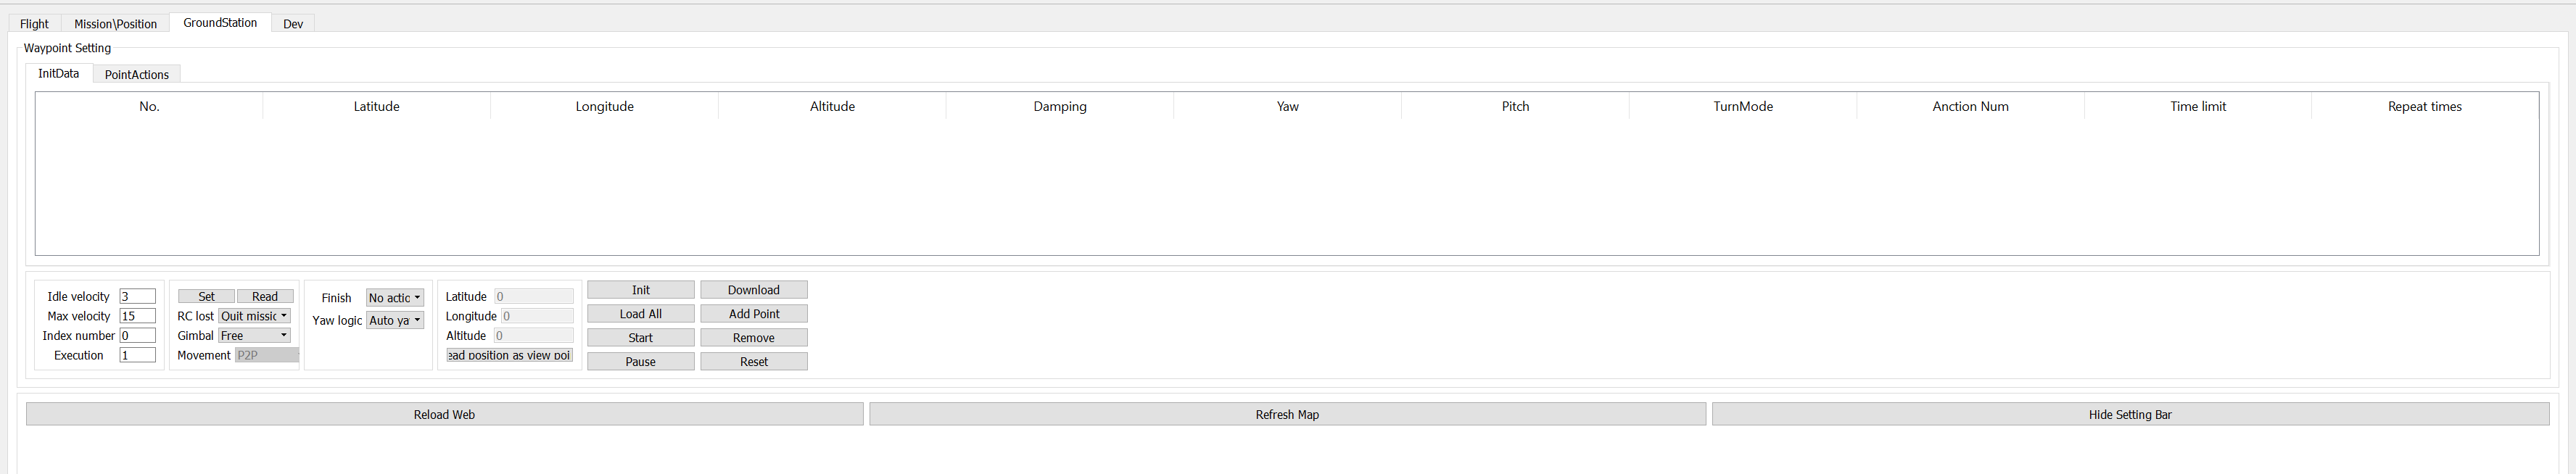 Flight Mission\Position GroundStation Dev
Waypoint Setting
InitData PointActions
No. Latitude Longitude Altitude Damping Yaw Pitch TurnMode Anction Num Time limit Repeat times
Idle velocity 3
Max velocity 15
Index number 0
Execution 1
Set Read
RC lost Quit missic
Gimbal Free
Movement P2P
Finish No actic
Yaw logic Auto ya
Latitude 0
Longitude 0
Altitude 0
ead position as view poi
Init Download
Load All Add Point
Start Remove
Pause Reset
Reload Web Refresh Map Hide Setting Bar